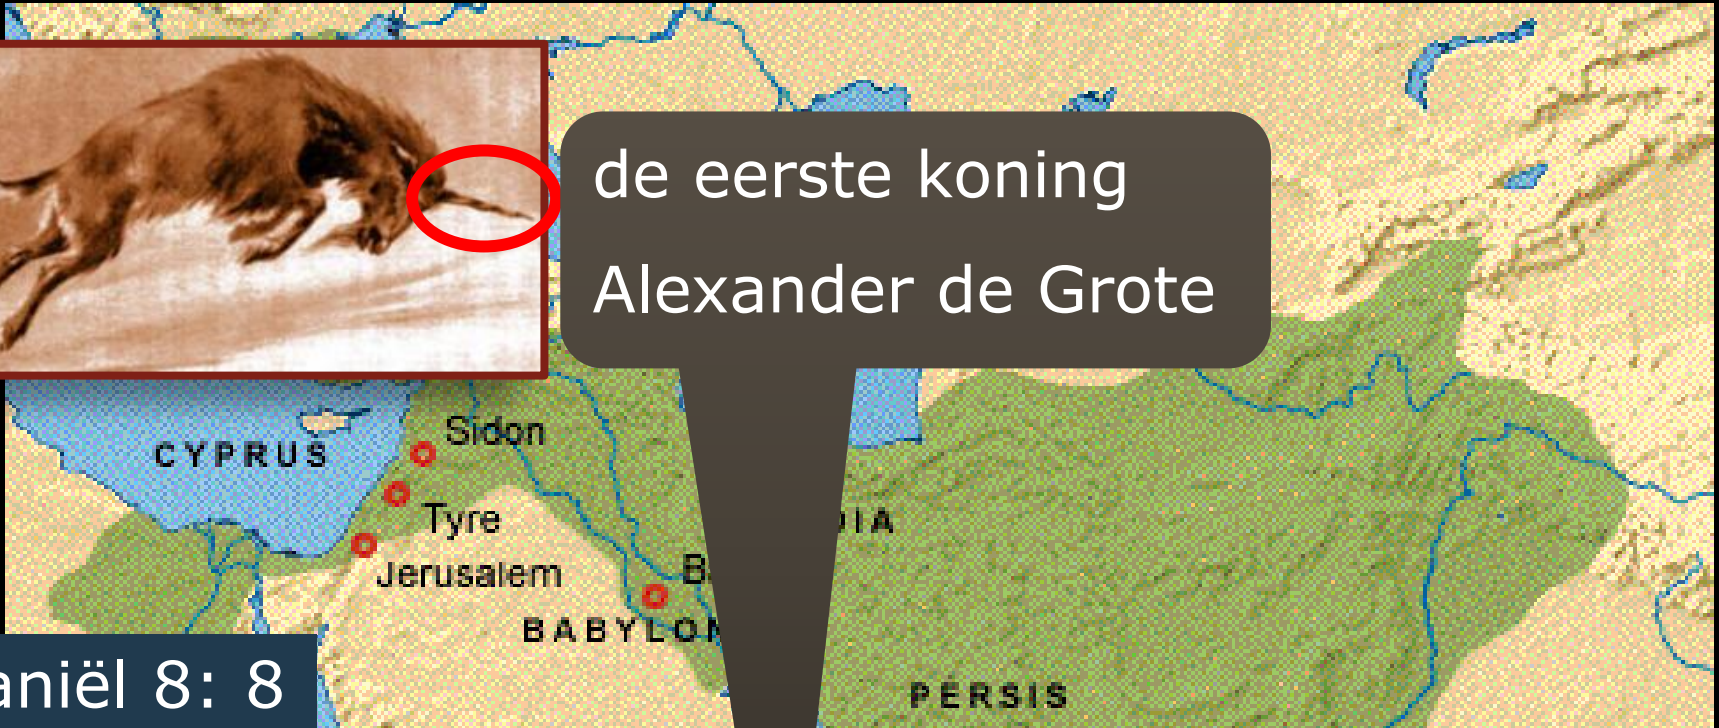 de eerste koning
Alexander de Grote
Sidon
CYPRUS
Tyre
Jerusalem
BABYLON
PERSIS
aniël 8: 8